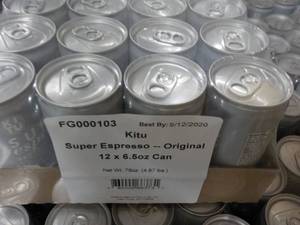 FG000103 Best By: 5/12/2020
Kitu
Super Espresso -- Original
12 x 6.5oz Can
Net Wt. 78oz (4.87 lbs.)